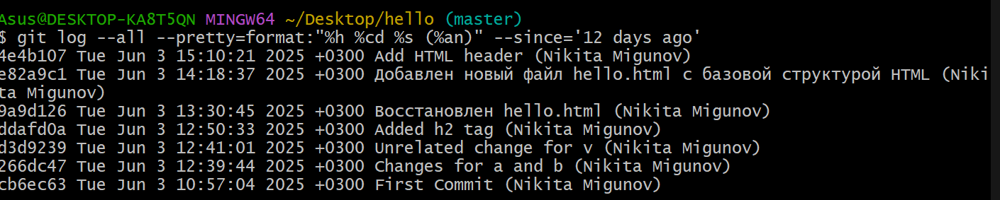 Asus@DESKTOP-KA8T5QN MINGW64 ~/Desktop/hello (master)
$ git log --all --pretty=format:"%h %cd %s (%an)" --since='12 days ago'
4e4b107 Tue Jun 3 15:10:21 2025 +0300 Add HTML header (Nikita Migunov)
e82a9c1 Tue Jun 3 14:18:37 2025 +0300 Добавлен новый файл hello.html с базовой структурой HTML (Niki
ta Migunov)
9a9d126 Tue Jun 3 13:30:45 2025 +0300 Восстановлен hello.html (Nikita Migunov)
ddafd0a Tue Jun 3 12:50:33 2025 +0300 Added h2 tag (Nikita Migunov)
d3d9239 Tue Jun 3 12:41:01 2025 +0300 Unrelated change for v (Nikita Migunov)
266dc47 Tue Jun 3 12:39:44 2025 +0300 Changes for a and b (Nikita Migunov)
cb6ec63 Tue Jun 3 10:57:04 2025 +0300 First Commit (Nikita Migunov)